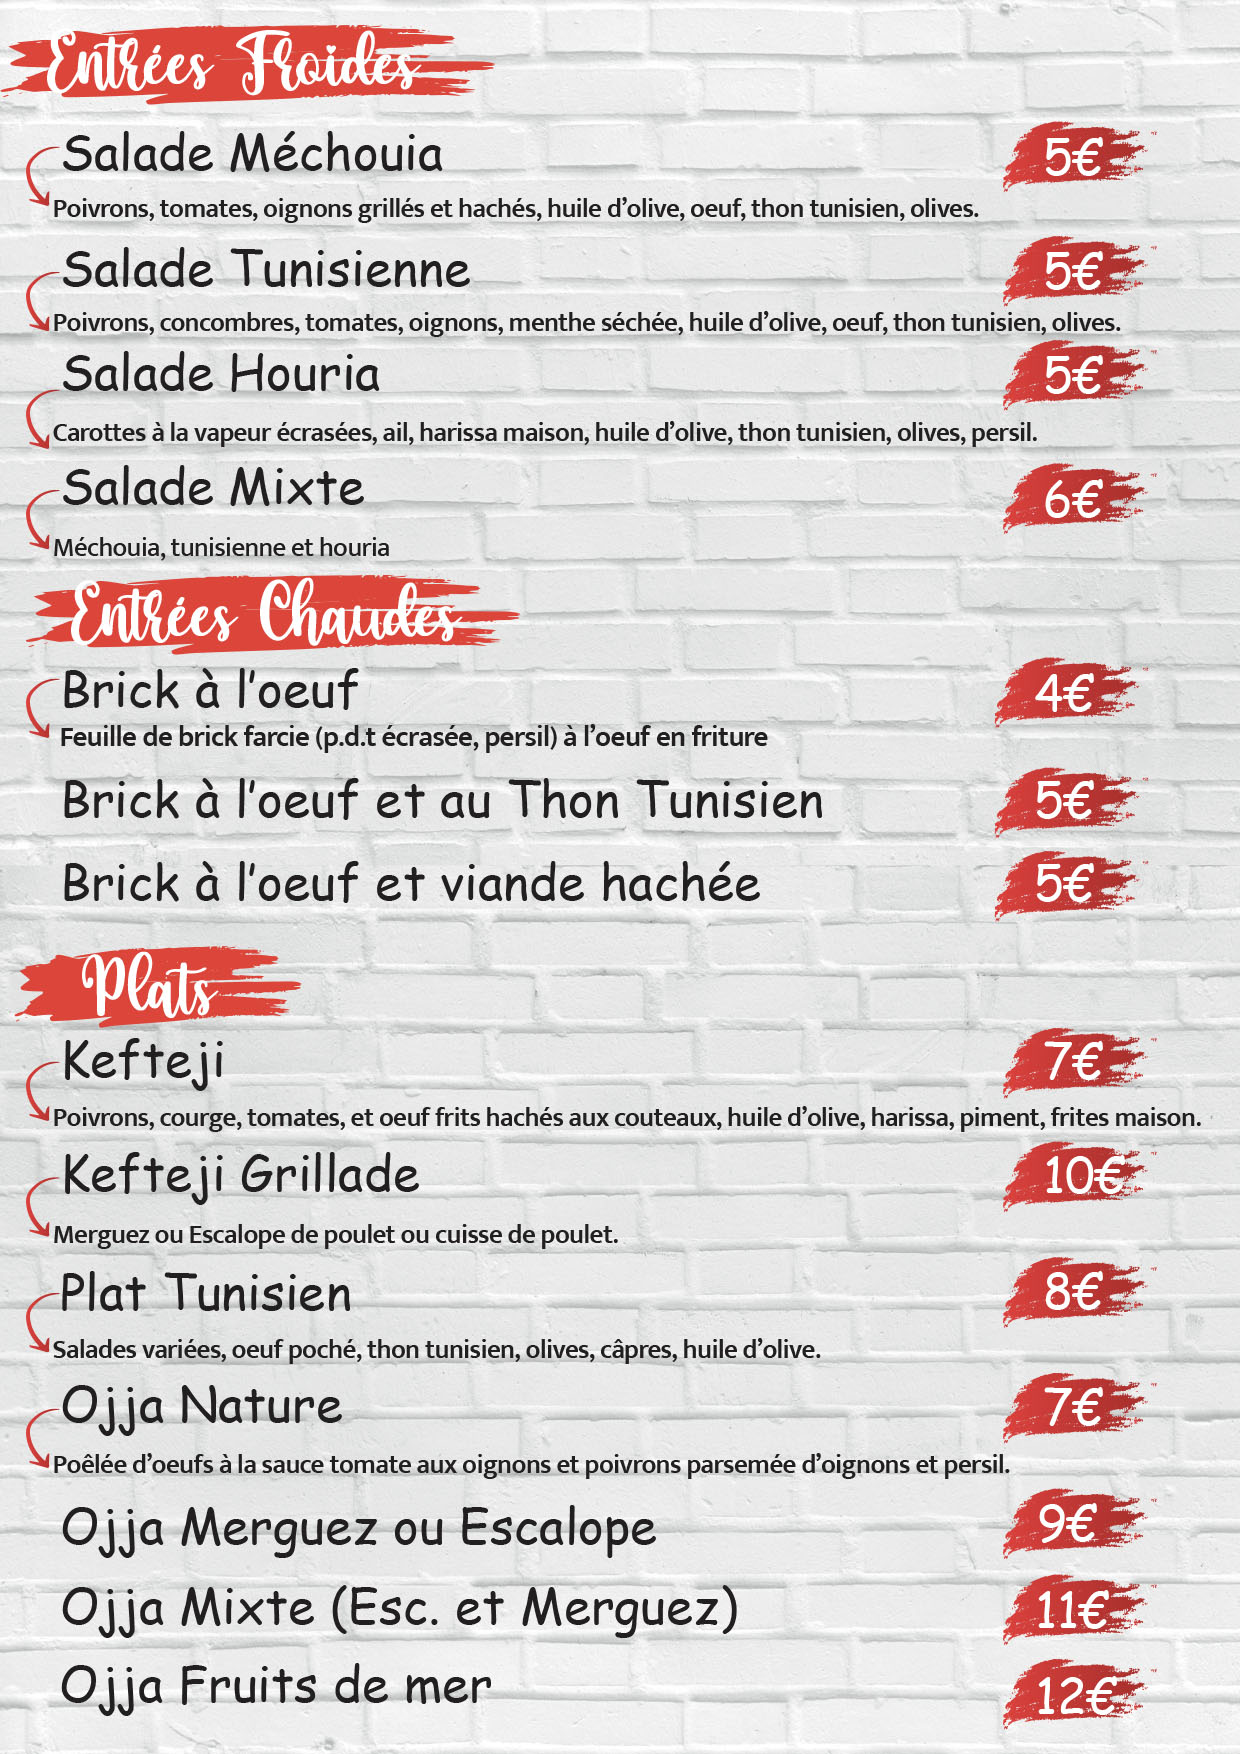 Entrées Froides
Salade Méchouia 5€
Poivrons, tomates, oignons grillés et hachés, huile d'olive, oeuf, thon tunisien, olives.
Salade Tunisienne 5€
Poivrons, concombres, tomates, oignons, menthe séchée, huile d'olive, oeuf, thon tunisien, olives.
Salade Houria 5€
Carottes à la vapeur écrasées, ail, harissa maison, huile d'olive, thon tunisien, olives, persil.
Salade Mixte 6€
Méchouia, tunisienne et houria
Entrées Chaudes
Brick à l'oeuf 4€
Feuille de brick farcie (p.d.t écrasée, persil) à l'oeuf en friture
Brick à l'oeuf et au Thon Tunisien 5€
Brick à l'oeuf et viande hachée 5€
Plats
Kefteji 7€
Poivrons, courge, tomates, et oeuf frits hachés aux couteaux, huile d'olive, harissa, piment, frites maison.
Kefteji Grillade 10€
Merguez ou Escalope de poulet ou cuisse de poulet.
Plat Tunisien 8€
Salades variées, oeuf poché, thon tunisien, olives, câpres, huile d'olive.
Ojja Nature 7€
Poêlée d'oeufs à la sauce tomate aux oignons et poivrons parsemée d'oignons et persil.
Ojja Merguez ou Escalope 9€
Ojja Mixte (Esc. et Merguez) 11€
Ojja Fruits de mer 12€